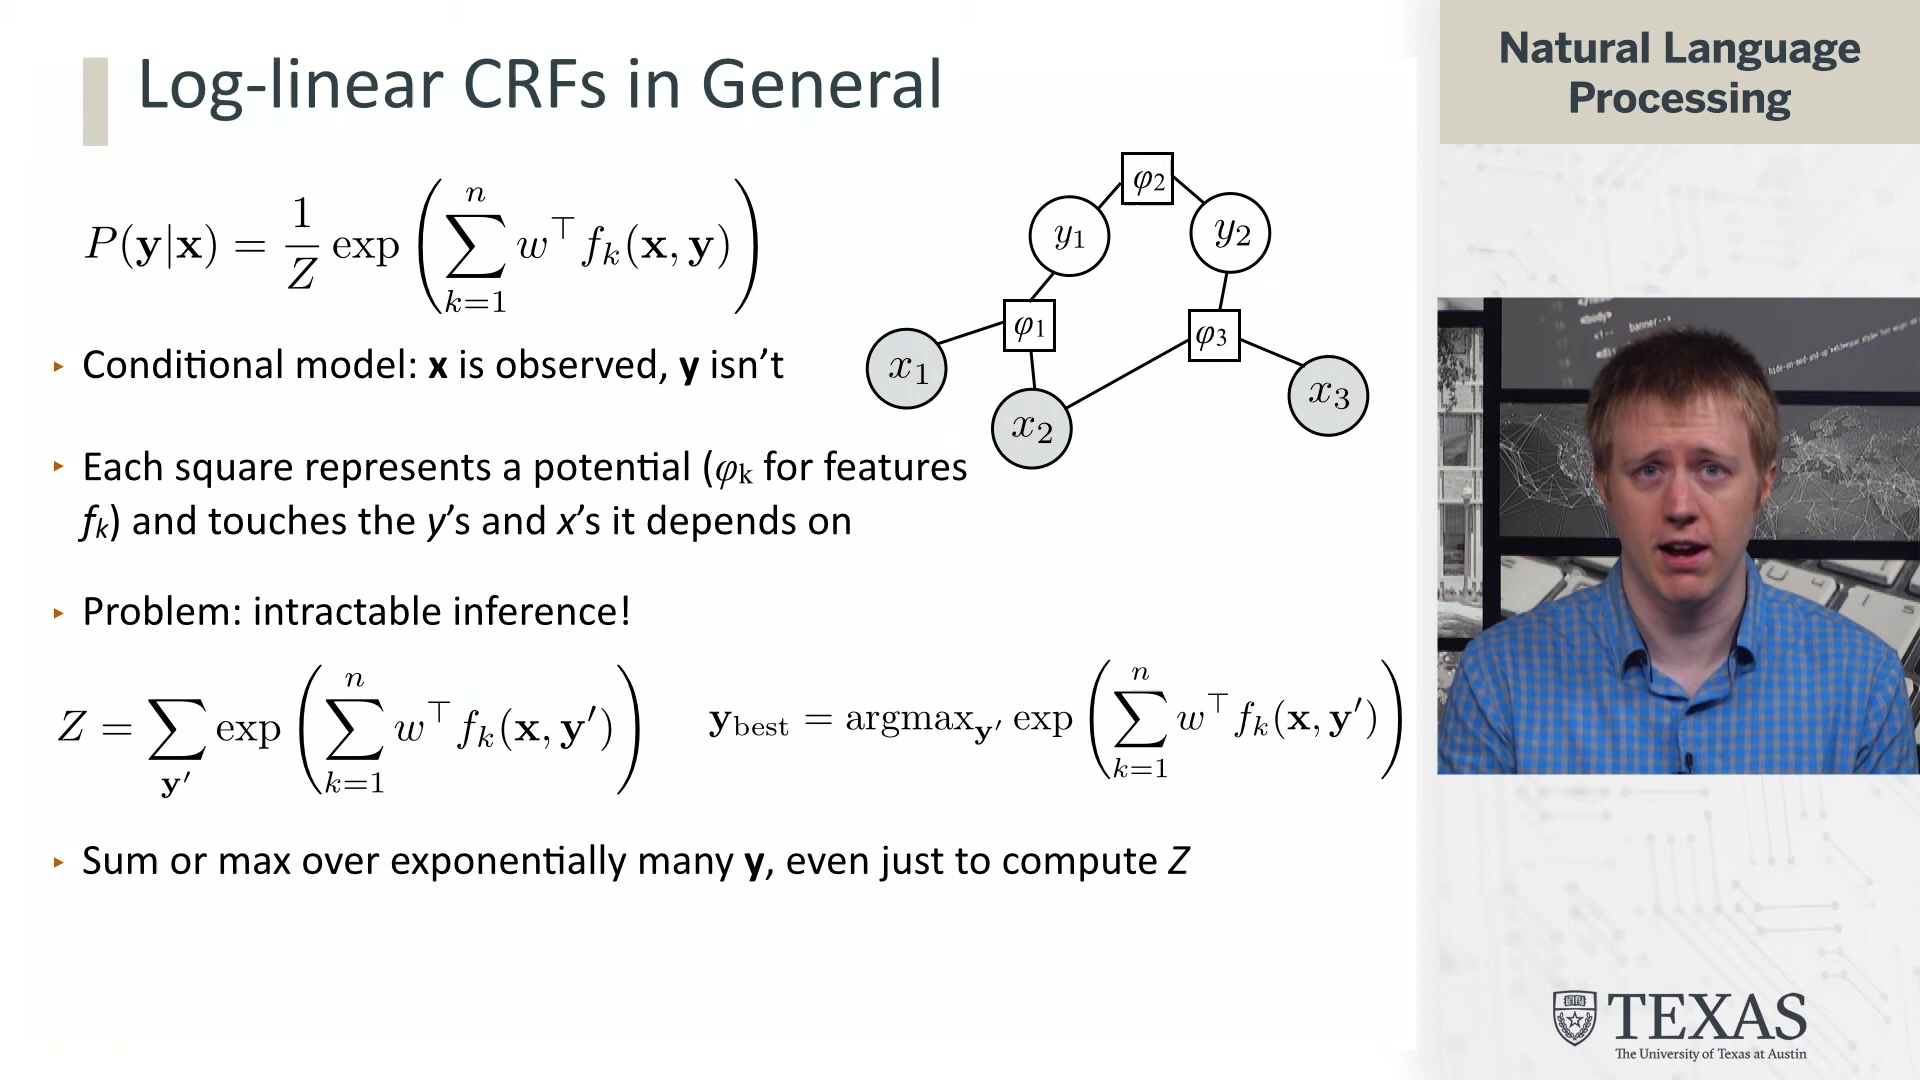 Log-linear CRFs in General
P(y|x) = 1/Z exp ( ∑_{k=1}^{n} w^⊤ f_k(x, y) )
φ2
y1
y2
φ1
φ3
x1
x2
x3
▸ Conditional model: x is observed, y isn't
▸ Each square represents a potential (φk for features
fk) and touches the y's and x's it depends on
▸ Problem: intractable inference!
Z = ∑_{y′} exp ( ∑_{k=1}^{n} w^⊤ f_k(x, y′) )
y_best = argmax_{y′} exp ( ∑_{k=1}^{n} w^⊤ f_k(x, y′) )
▸ Sum or max over exponentially many y, even just to compute Z
Natural Language
Processing
<body>
banner-->
TEXAS
The University of Texas at Austin